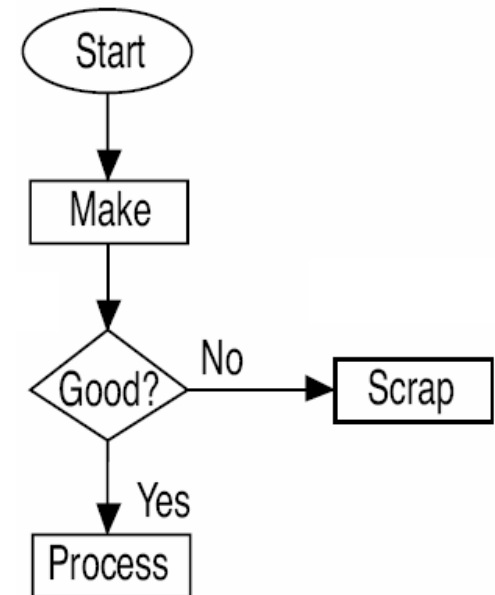 Start
Make
Good?
No
Scrap
Yes
Process